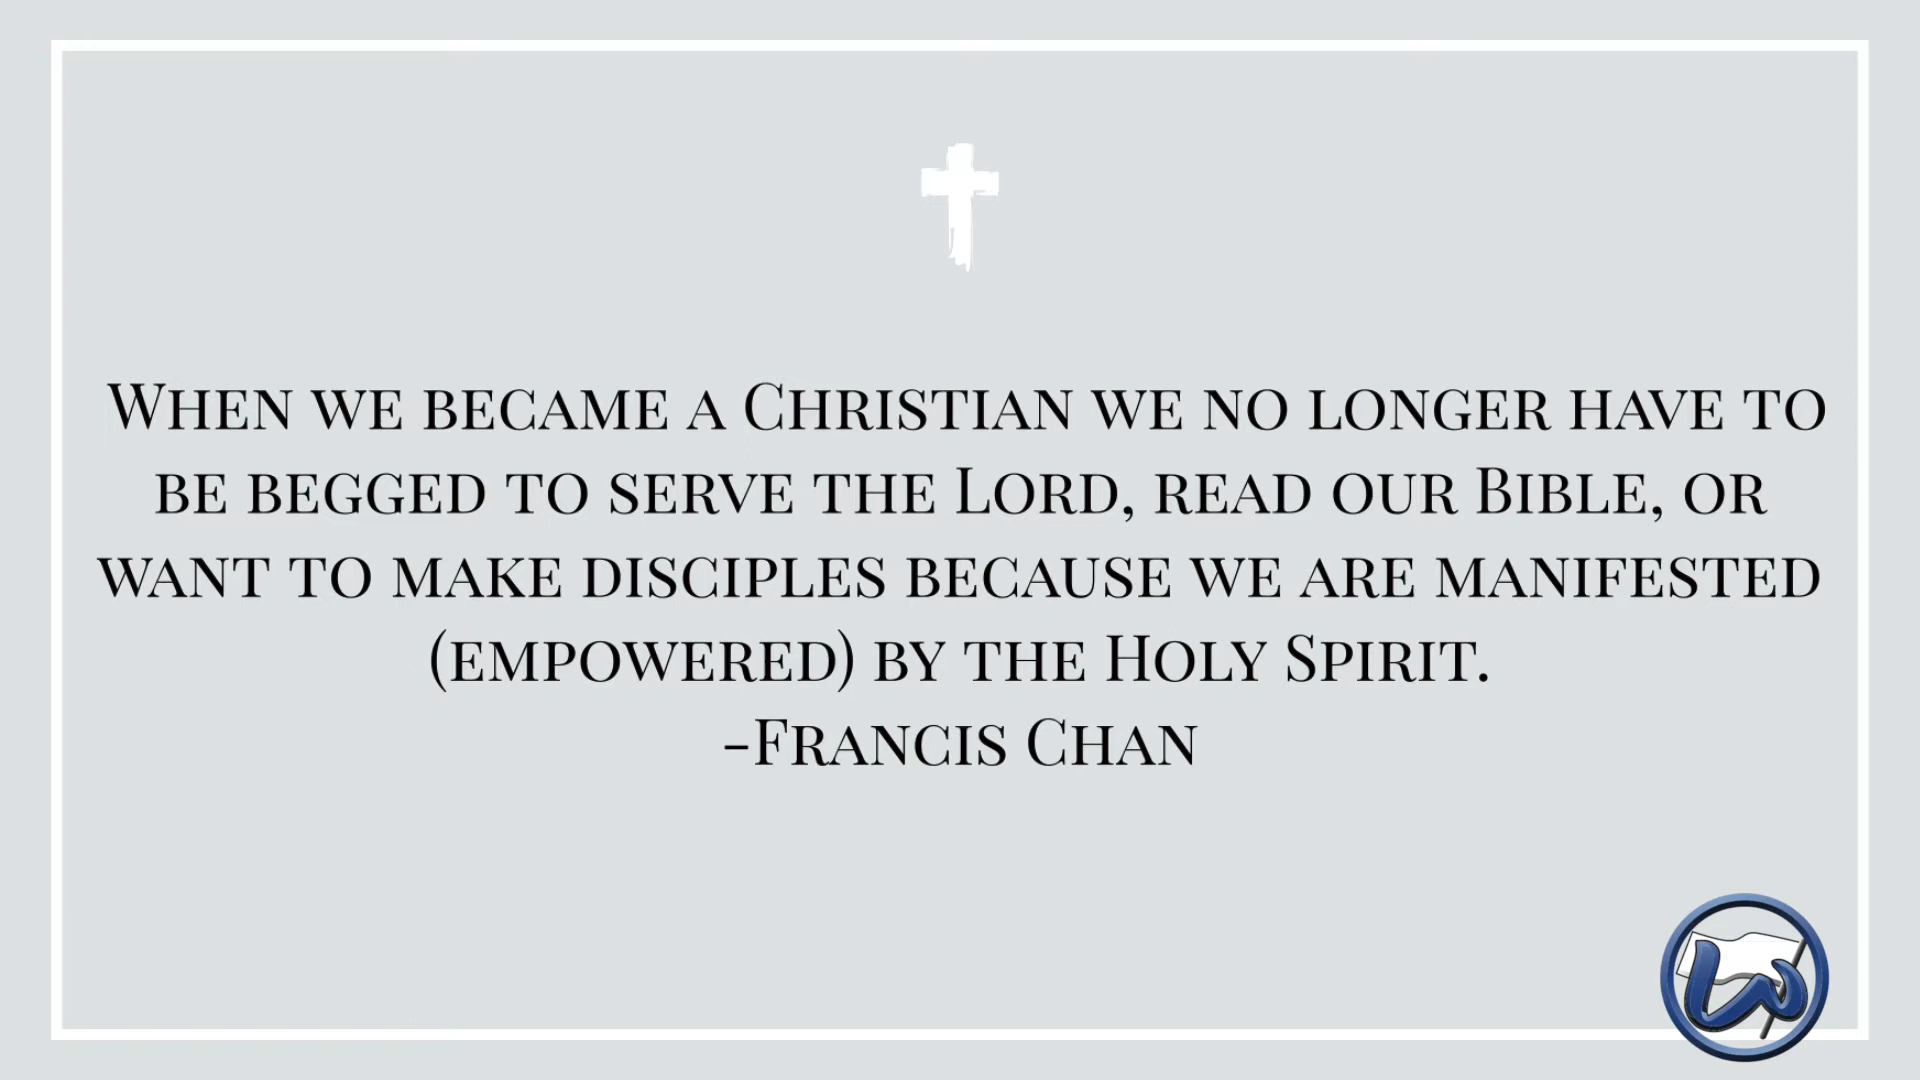 When we became a Christian we no longer have to
be begged to serve the Lord, read our Bible, or
want to make disciples because we are manifested
(empowered) by the Holy Spirit.
-Francis Chan
W